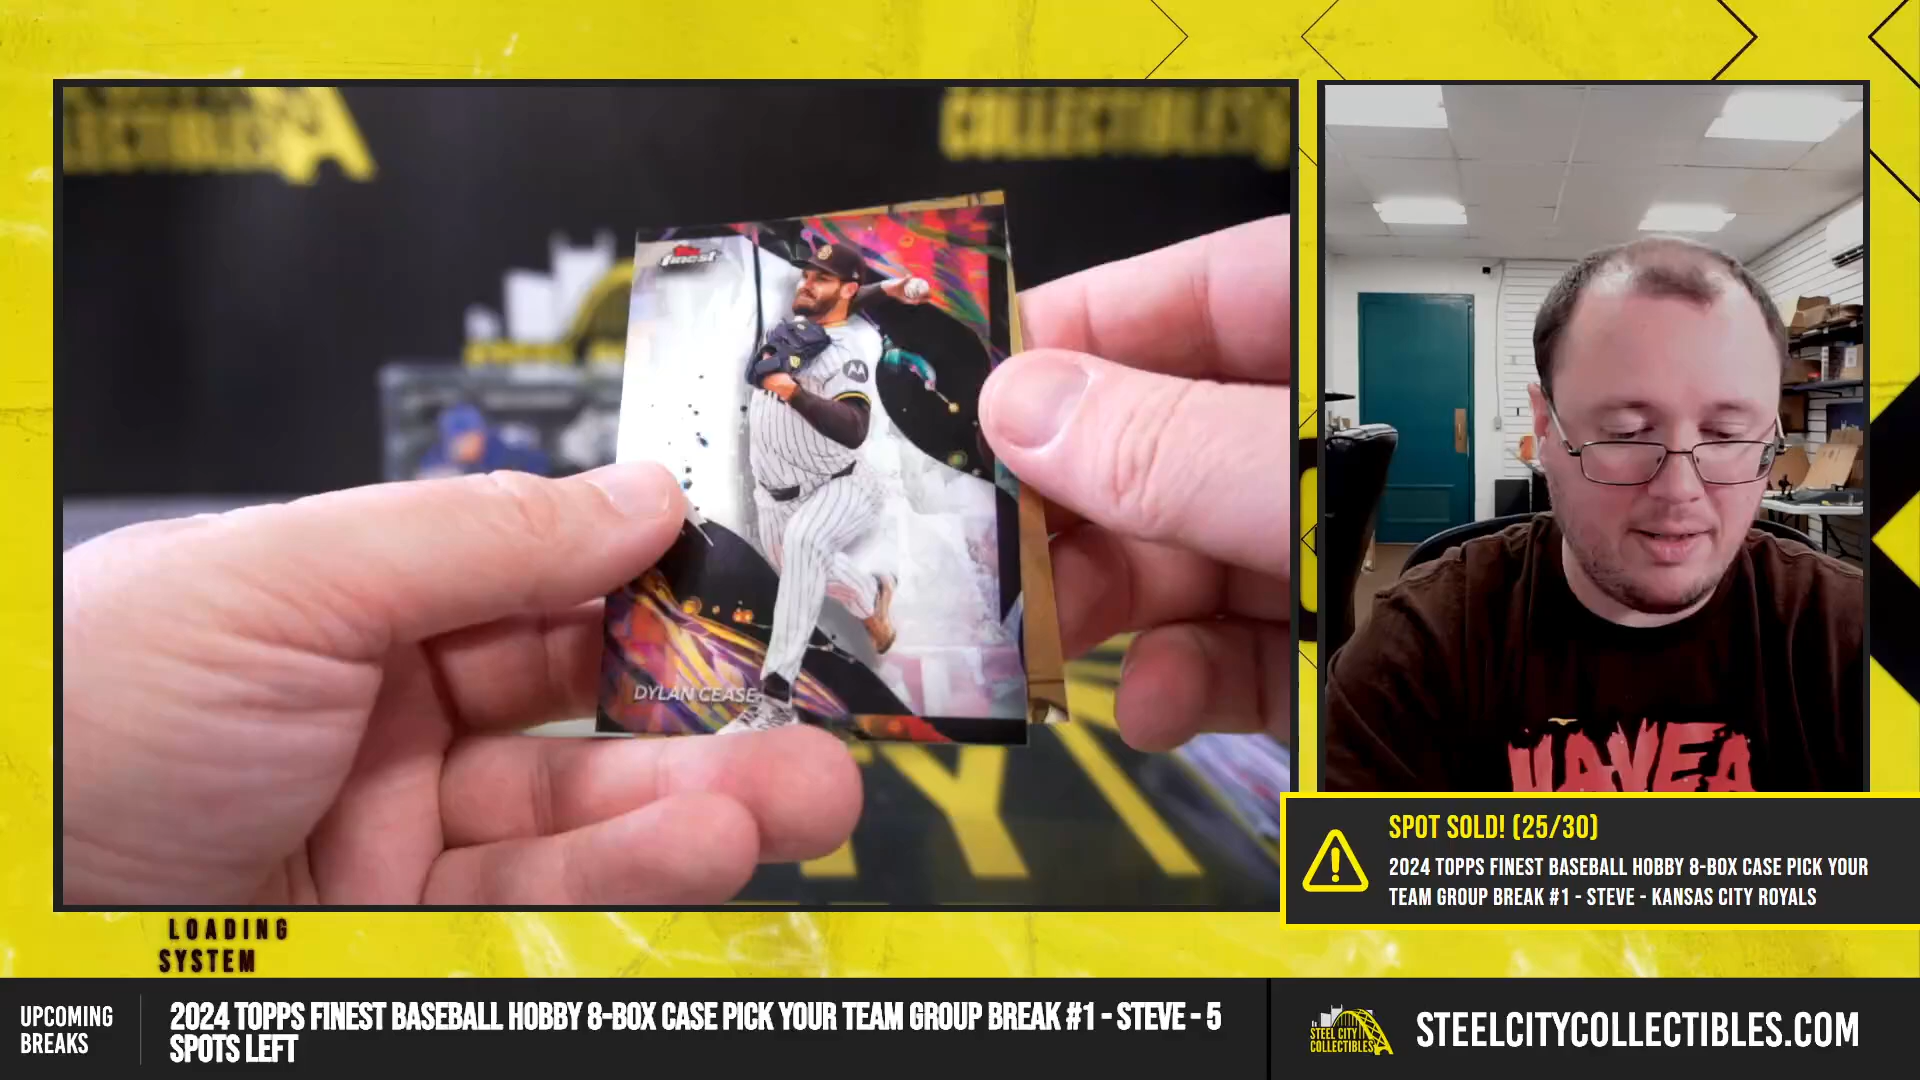 COLLECTIBLES
Finest
DYLAN CEASE
SPOT SOLD! (25/30)
2024 TOPPS FINEST BASEBALL HOBBY 8-BOX CASE PICK YOUR
TEAM GROUP BREAK #1 - STEVE - KANSAS CITY ROYALS
LOADING
SYSTEM
UPCOMING
BREAKS
2024 TOPPS FINEST BASEBALL HOBBY 8-BOX CASE PICK YOUR TEAM GROUP BREAK #1 - STEVE - 5
SPOTS LEFT
STEEL CITY
COLLECTIBLES
STEELCITYCOLLECTIBLES.COM